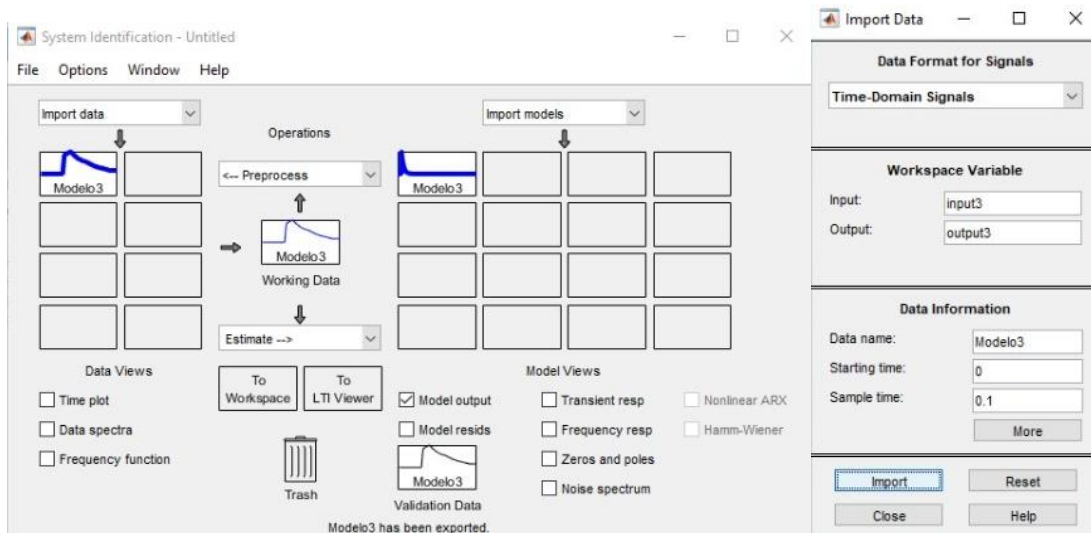 System Identification - Untitled
File Options Window Help
Import data
Import models
Operations
Modelo3
<-- Preprocess
Modelo3
Modelo3
Working Data
Estimate -->
Data Views
Time plot
Data spectra
Frequency function
To
Workspace
To
LTI Viewer
Trash
Model Views
Model output
Transient resp
Nonlinear ARX
Model resids
Frequency resp
Hamm-Wiener
Modelo3
Zeros and poles
Validation Data
Noise spectrum
Modelo3 has been exported.
Import Data
Data Format for Signals
Time-Domain Signals
Workspace Variable
Input: input3
Output: output3
Data Information
Data name: Modelo3
Starting time: 0
Sample time: 0.1
More
Import Reset
Close Help